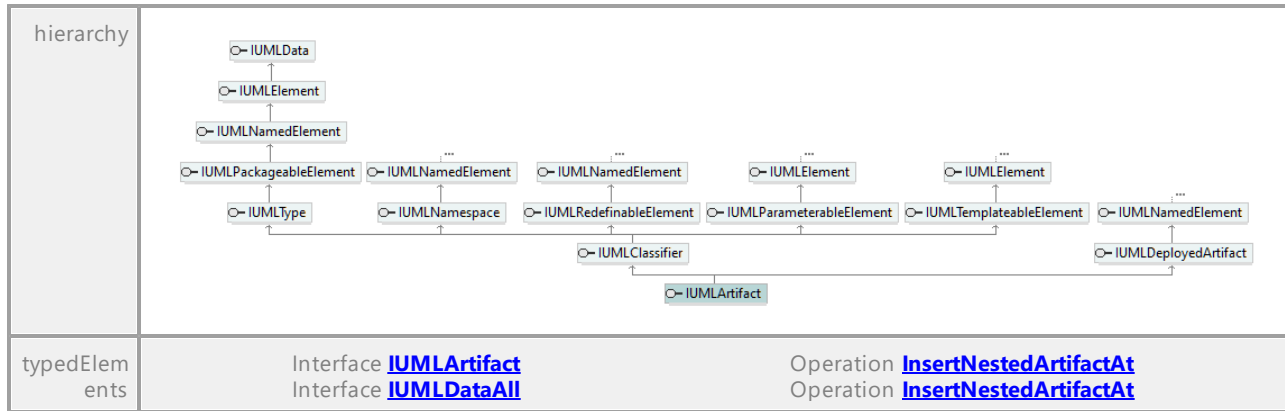 hierarchy
IUMLData
IUMLElement
IUMLNamedElement
... ... ... ...
IUMLPackageableElement IUMLNamedElement IUMLNamedElement IUMLElement IUMLElement
...
IUMLType IUMLNamespace IUMLRedefinableElement IUMLParameterableElement IUMLTemplateableElement IUMLNamedElement
IUMLClassifier IUMLDeployedArtifact
IUMLArtifact
typedElem
ents
Interface IUMLArtifact Operation InsertNestedArtifactAt
Interface IUMLDataAll Operation InsertNestedArtifactAt